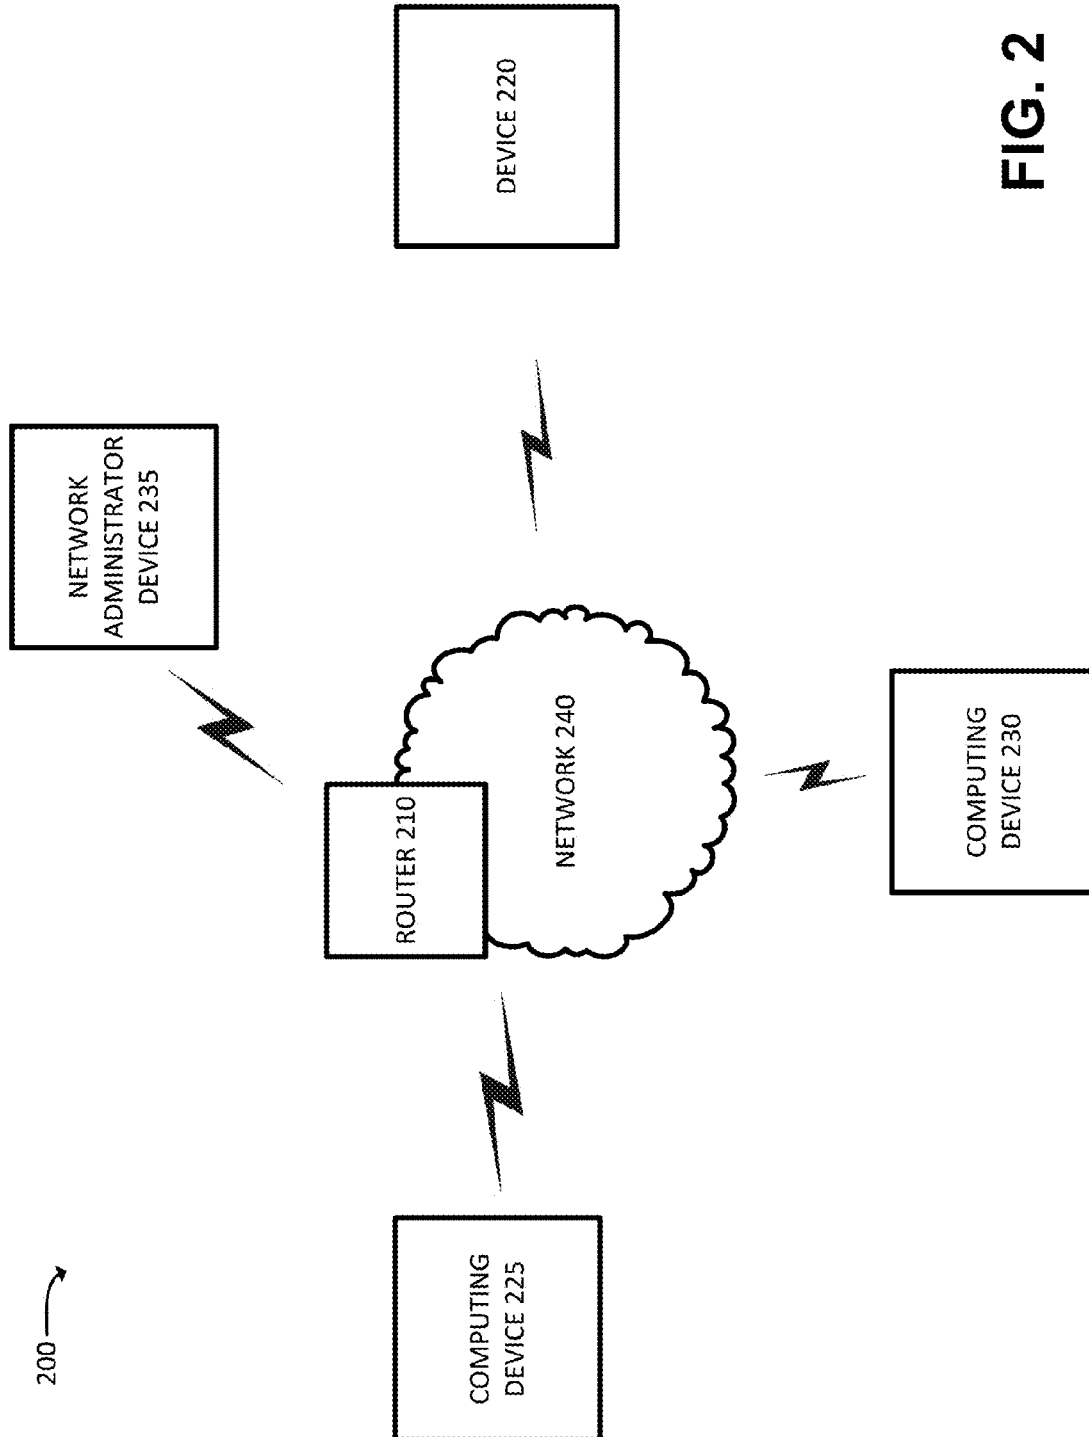 200
NETWORK
ADMINISTRATOR
DEVICE 235
ROUTER 210
COMPUTING
DEVICE 225
NETWORK 240
DEVICE 220
COMPUTING
DEVICE 230
FIG. 2